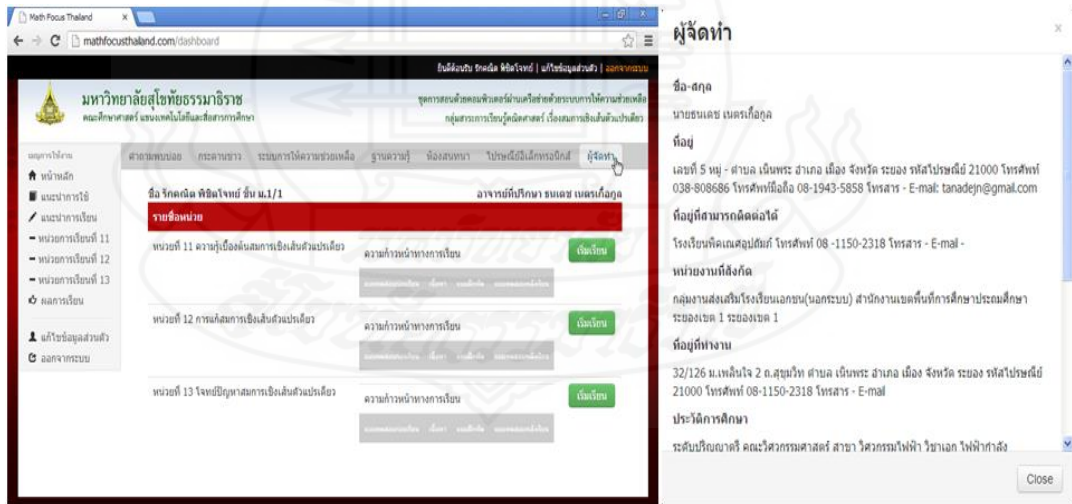 Math Focus Thailand
mathfocusthailand.com/dashboard
ยินดีต้อนรับ รักคณิต พิชิตโจทย์ | แก้ไขข้อมูลส่วนตัว | ออกจากระบบ
มหาวิทยาลัยสุโขทัยธรรมาธิราช
คณะศึกษาศาสตร์ แขนงเทคโนโลยีและสื่อสารการศึกษา
ชุดการสอนด้วยคอมพิวเตอร์ผ่านเครือข่ายด้วยระบบการให้ความช่วยเหลือ
กลุ่มสาระการเรียนรู้คณิตศาสตร์ เรื่องสมการเชิงเส้นตัวแปรเดียว
เมนูการใช้งาน
หน้าหลัก
แนะนำการใช้
แนะนำการเรียน
หน่วยการเรียนที่ 11
หน่วยการเรียนที่ 12
หน่วยการเรียนที่ 13
ผลการเรียน
แก้ไขข้อมูลส่วนตัว
ออกจากระบบ
คำถามพบบ่อย กระดานข่าว ระบบการให้ความช่วยเหลือ ฐานความรู้ ห้องสนทนา ไปรษณีย์อิเล็กทรอนิกส์ ผู้จัดทำ
ชื่อ รักคณิต พิชิตโจทย์ ชั้น ม.1/1 อาจารย์ที่ปรึกษา ธนเดช เนตรเกื้อกูล
รายชื่อหน่วย
หน่วยที่ 11 ความรู้เบื้องต้นสมการเชิงเส้นตัวแปรเดียว
ความก้าวหน้าทางการเรียน
เริ่มเรียน
หน่วยที่ 12 การแก้สมการเชิงเส้นตัวแปรเดียว
ความก้าวหน้าทางการเรียน
เริ่มเรียน
หน่วยที่ 13 โจทย์ปัญหาสมการเชิงเส้นตัวแปรเดียว
ความก้าวหน้าทางการเรียน
เริ่มเรียน
ผู้จัดทำ
ชื่อ-สกุล
นายธนเดช เนตรเกื้อกูล
ที่อยู่
เลขที่ 5 หมู่ - ตำบล เนินพระ อำเภอ เมือง จังหวัด ระยอง รหัสไปรษณีย์ 21000 โทรศัพท์
038-808686 โทรศัพท์มือถือ 08-1943-5858 โทรสาร - E-mail: tanadejn@gmail.com
ที่อยู่ที่สามารถติดต่อได้
โรงเรียนพัดเณศอุปถัมภ์ โทรศัพท์ 08 -1150-2318 โทรสาร - E-mail -
หน่วยงานที่สังกัด
กลุ่มงานส่งเสริมโรงเรียนเอกชน(นอกระบบ) สำนักงานเขตพื้นที่การศึกษาประถมศึกษา
ระยองเขต 1 ระยองเขต 1
ที่อยู่ที่ทำงาน
32/126 ม.เพลินใจ 2 ถ.สุขุมวิท ตำบล เนินพระ อำเภอ เมือง จังหวัด ระยอง รหัสไปรษณีย์
21000 โทรศัพท์ 08-1150-2318 โทรสาร - E-mail
ประวัติการศึกษา
ระดับปริญญาตรี คณะวิศวกรรมศาสตร์ สาขา วิศวกรรมไฟฟ้า วิชาเอก ไฟฟ้ากำลัง
Close